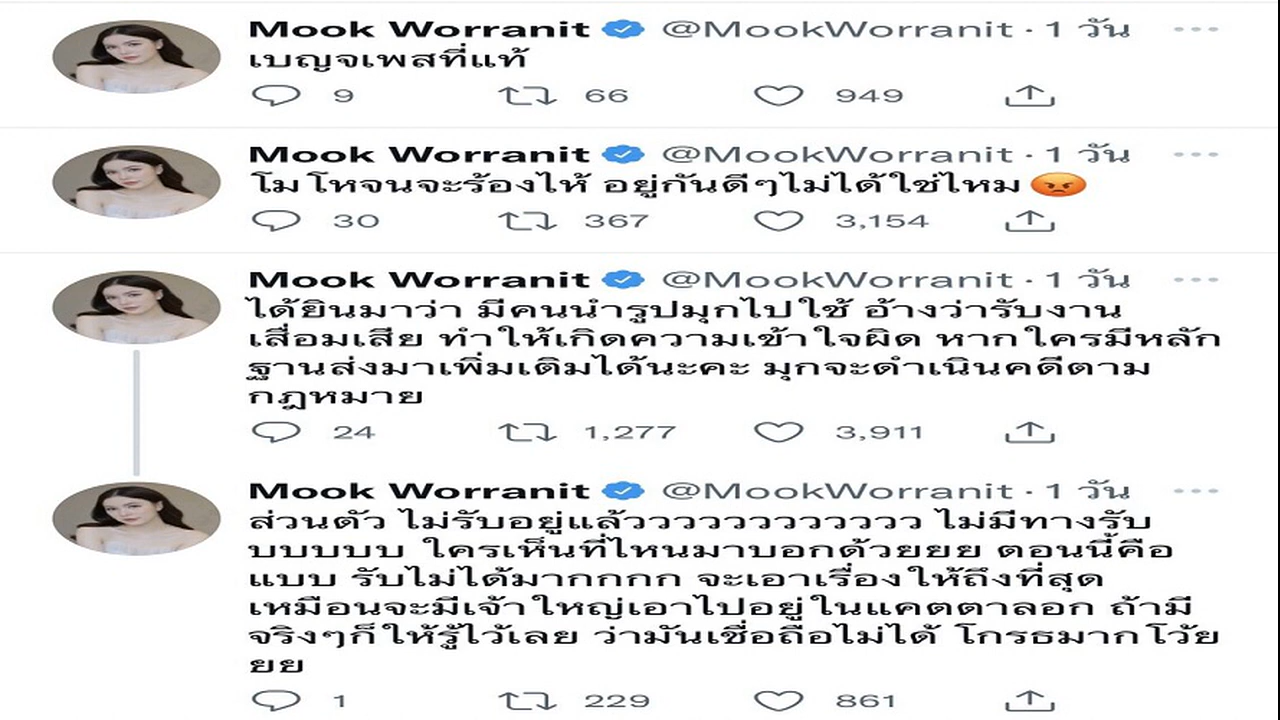 Mook Worranit @MookWorranit · 1 วัน
เบญจเพสที่แท้
9 66 949
Mook Worranit @MookWorranit · 1 วัน
โมโหจนจะร้องไห้ อยู่กันดีๆไม่ได้ใช่ไหม😡
30 367 3,154
Mook Worranit @MookWorranit · 1 วัน
ได้ยินมาว่า มีคนนำรูปมุกไปใช้ อ้างว่ารับงาน
เสื่อมเสีย ทำให้เกิดความเข้าใจผิด หากใครมีหลัก
ฐานส่งมาเพิ่มเติมได้นะคะ มุกจะดำเนินคดีตาม
กฎหมาย
24 1,277 3,911
Mook Worranit @MookWorranit · 1 วัน
ส่วนตัว ไม่รับอยู่แล้วววววววววววว ไม่มีทางรับ
บบบบบ ใครเห็นที่ไหนมาบอกด้วยยย ตอนนี้คือ
แบบ รับไม่ได้มากกกก จะเอาเรื่องให้ถึงที่สุด
เหมือนจะมีเจ้าใหญ่เอาไปอยู่ในแคตตาลอก ถ้ามี
จริงๆก็ให้รู้ไว้เลย ว่ามันเชื่อถือไม่ได้ โกรธมากโว้ย
ยย
1 229 861